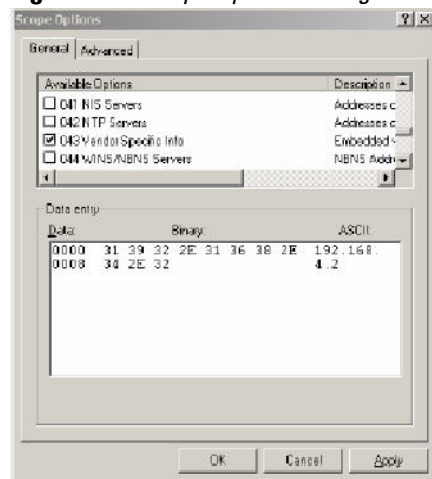 Scope Options
General Advanced
Available Options Description
041 NIS Servers Addresses c
042 NTP Servers Addresses c
043 Vendor Specific Info Embedded
044 WINS/NBNS Servers NBNS Addr
Data entry
Data: Binary: ASCII:
0000 31 39 32 2E 31 36 38 2E 192.168.
0008 34 2E 32 4.2
OK Cancel Apply